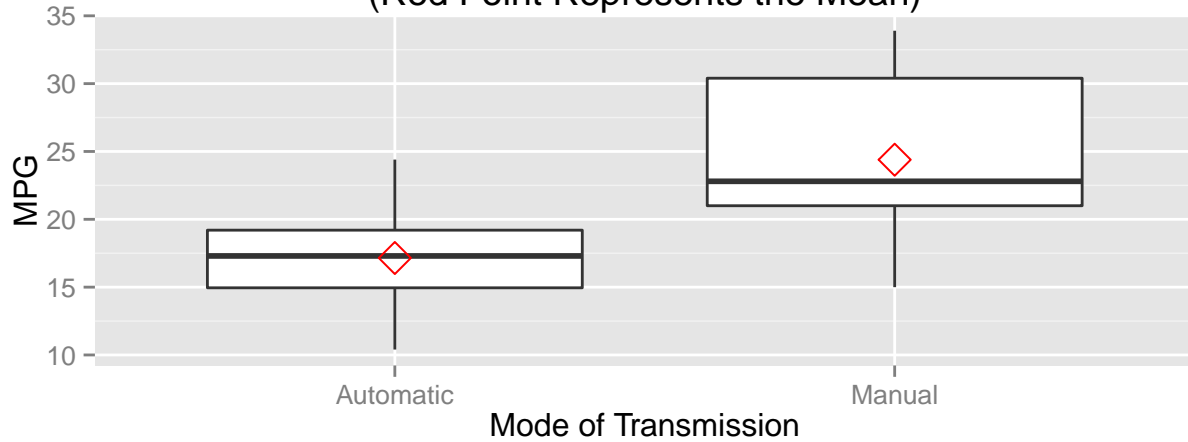 (Red Point Represents the Mean)
35
30
25
20
15
10
MPG
Automatic
Manual
Mode of Transmission